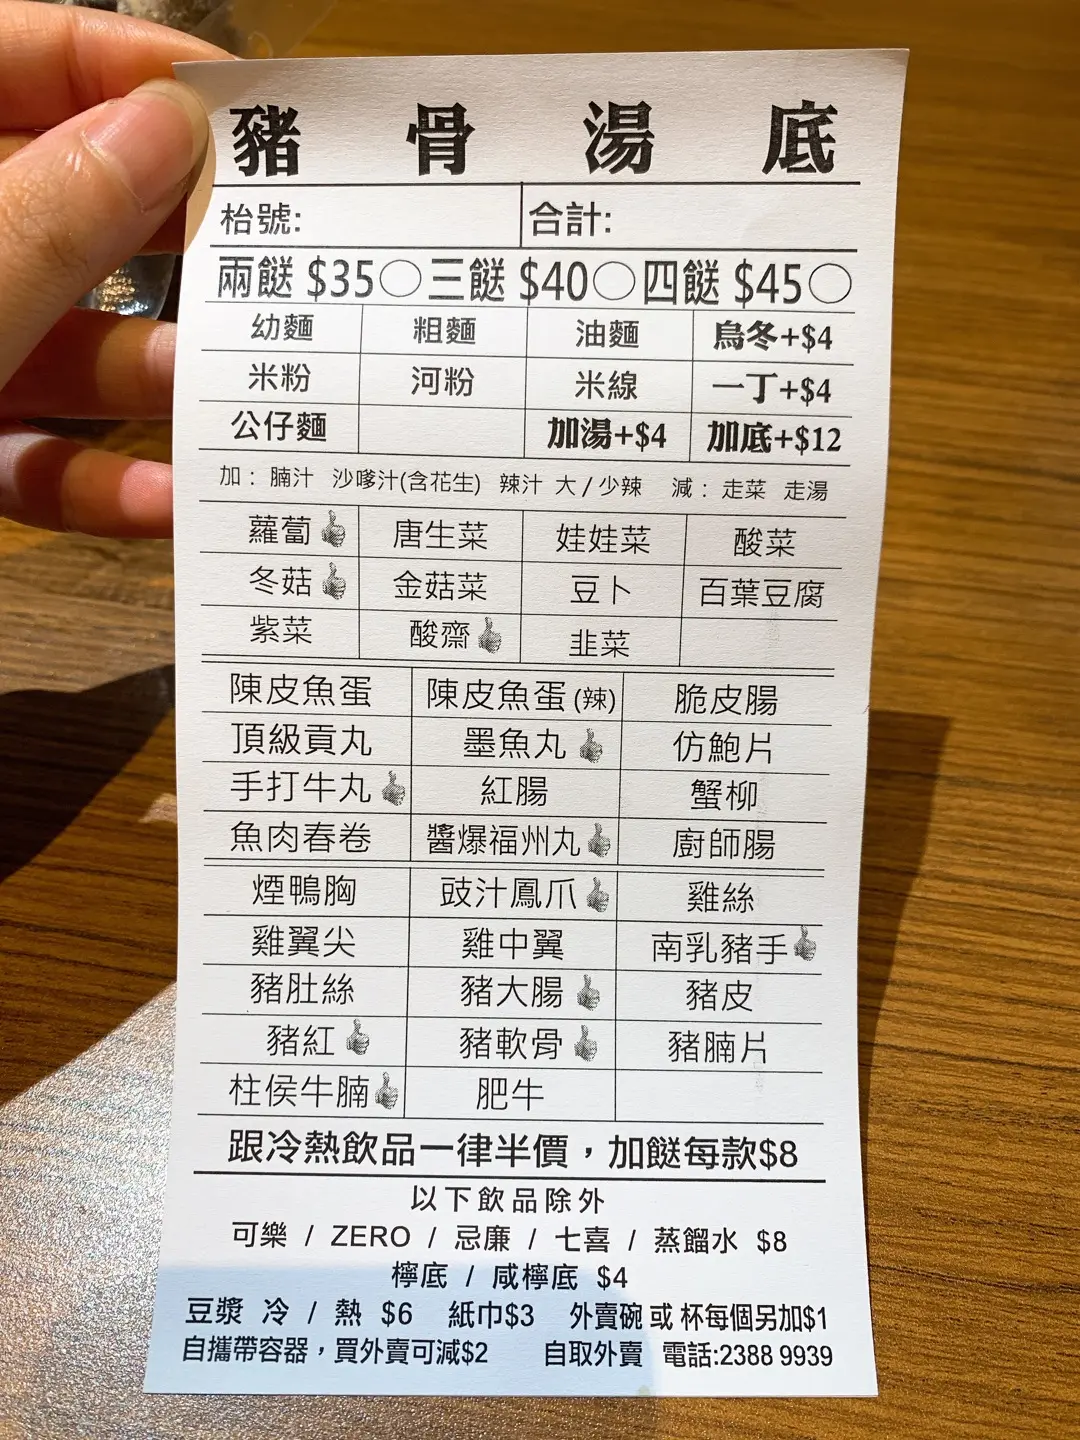 豬骨湯底
枱號: 合計:
兩餸 $35○ 三餸 $40○ 四餸 $45○
幼麵 粗麵 油麵 烏冬+$4
米粉 河粉 米線 一丁+$4
公仔麵 加湯+$4 加底+$12
加： 腩汁 沙嗲汁(含花生) 辣汁 大 / 少辣 減： 走菜 走湯
蘿蔔 唐生菜 娃娃菜 酸菜
冬菇 金菇菜 豆卜 百葉豆腐
紫菜 酸齋 韭菜
陳皮魚蛋 陳皮魚蛋 (辣) 脆皮腸
頂級貢丸 墨魚丸 仿鮑片
手打牛丸 紅腸 蟹柳
魚肉春卷 醬爆福州丸 廚師腸
煙鴨胸 豉汁鳳爪 雞絲
雞翼尖 雞中翼 南乳豬手
豬肚絲 豬大腸 豬皮
豬紅 豬軟骨 豬腩片
柱侯牛腩 肥牛
跟冷熱飲品一律半價，加餸每款$8
以下飲品除外
可樂 / ZERO / 忌廉 / 七喜 / 蒸餾水 $8
檸底 / 咸檸底 $4
豆漿 冷 / 熱 $6 紙巾$3 外賣碗 或 杯每個另加$1
自攜帶容器，買外賣可減$2 自取外賣 電話:2388 9939